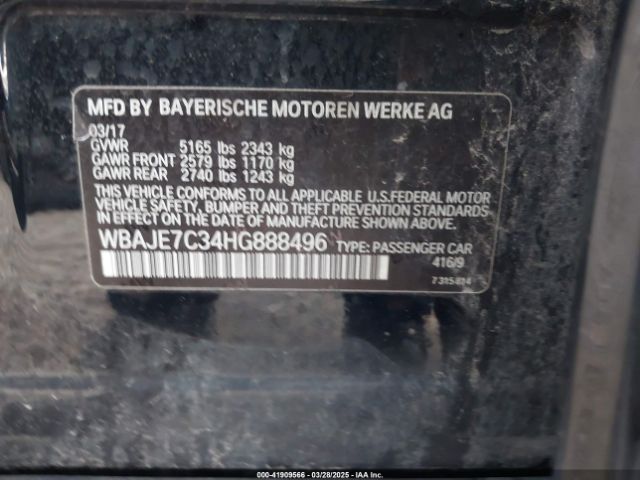 MFD BY BAYERISCHE MOTOREN WERKE AG
03/17
GVWR 5165 lbs 2343 kg
GAWR FRONT 2579 lbs 1170 kg
GAWR REAR 2740 lbs 1243 kg
THIS VEHICLE CONFORMS TO ALL APPLICABLE U.S.FEDERAL MOTOR
VEHICLE SAFETY, BUMPER AND THEFT PREVENTION STANDARDS
IN EFFECT ON THE DATE OF MANUFACTURE SHOWN ABOVE.
WBAJE7C34HG888496 TYPE: PASSENGER CAR
416/9
000-41909566 | 03/28/2025 | IAA Inc.